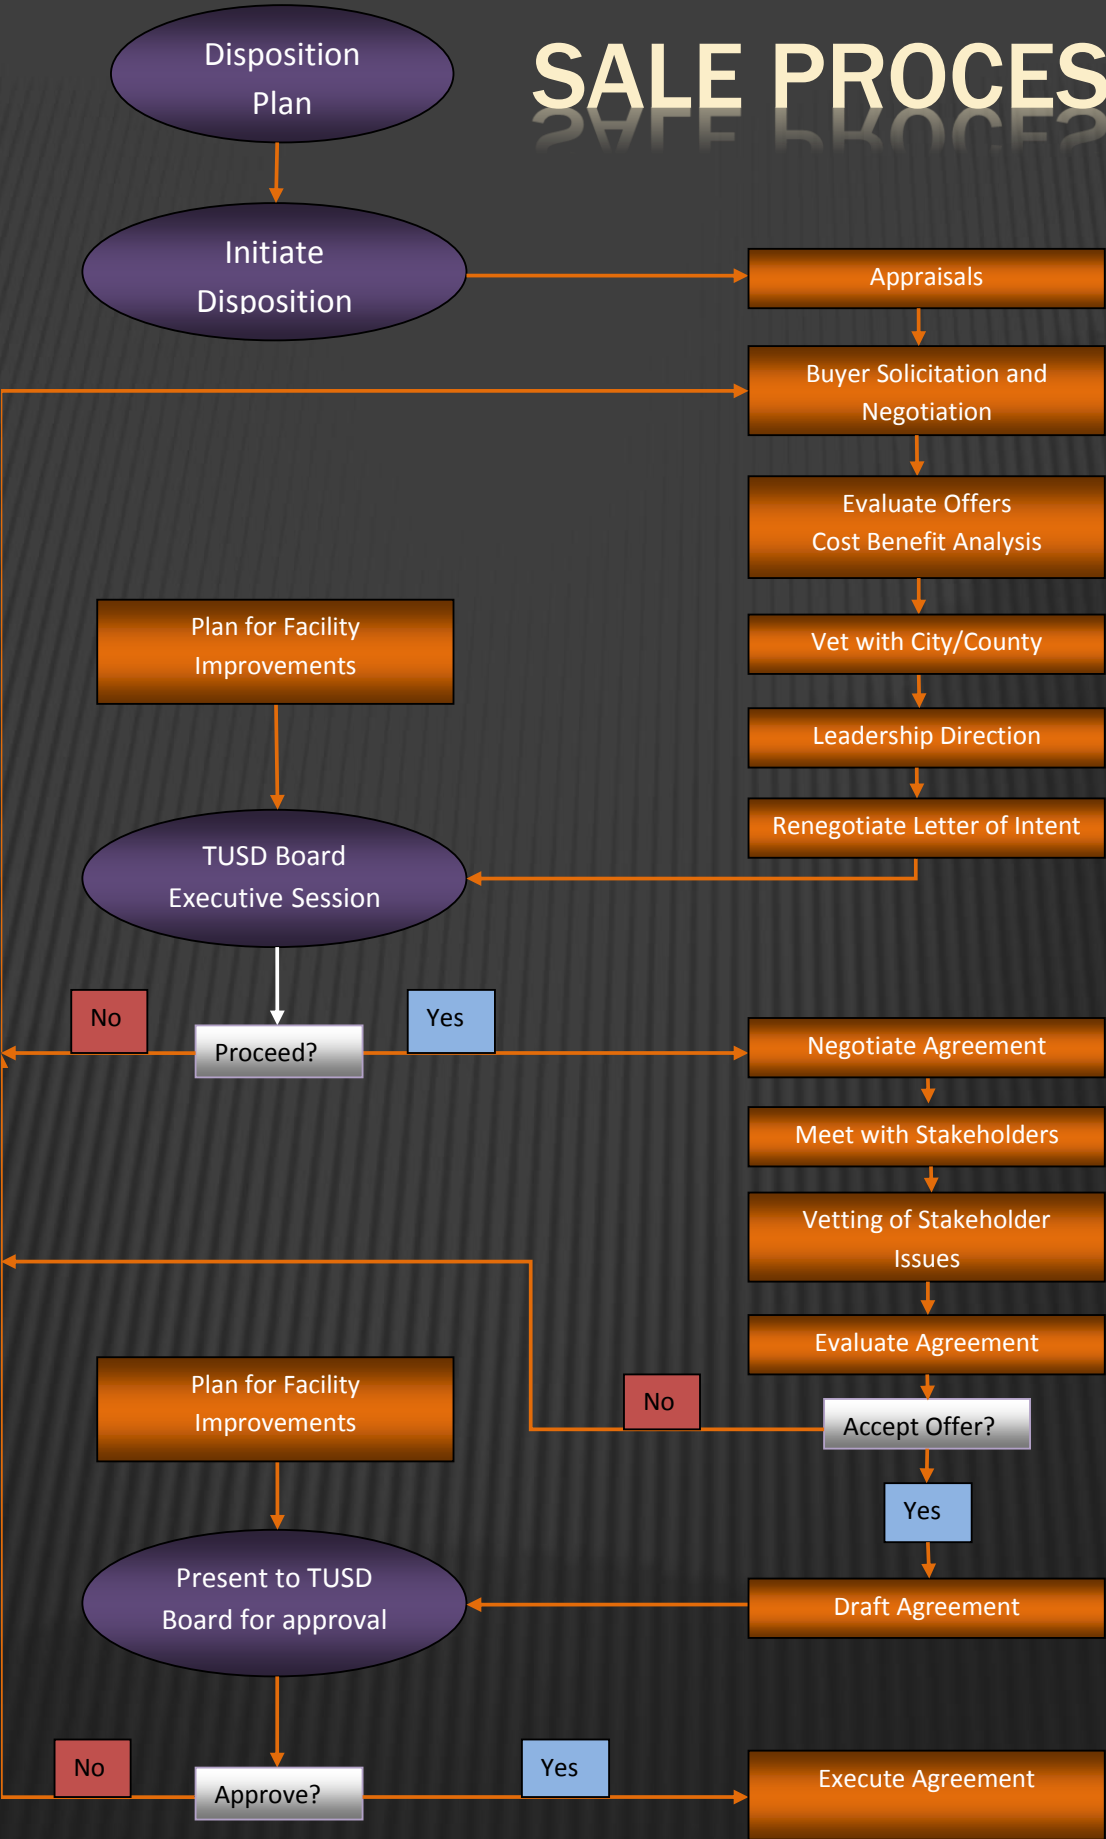 Disposition
Plan
SALE PROCES
Initiate
Disposition
Appraisals
Buyer Solicitation and
Negotiation
Evaluate Offers
Cost Benefit Analysis
Plan for Facility
Improvements
Vet with City/County
Leadership Direction
Renegotiate Letter of Intent
TUSD Board
Executive Session
No
Yes
Proceed?
Negotiate Agreement
Meet with Stakeholders
Vetting of Stakeholder
Issues
Evaluate Agreement
Plan for Facility
Improvements
No
Accept Offer?
Yes
Present to TUSD
Board for approval
Draft Agreement
No
Yes
Approve?
Execute Agreement